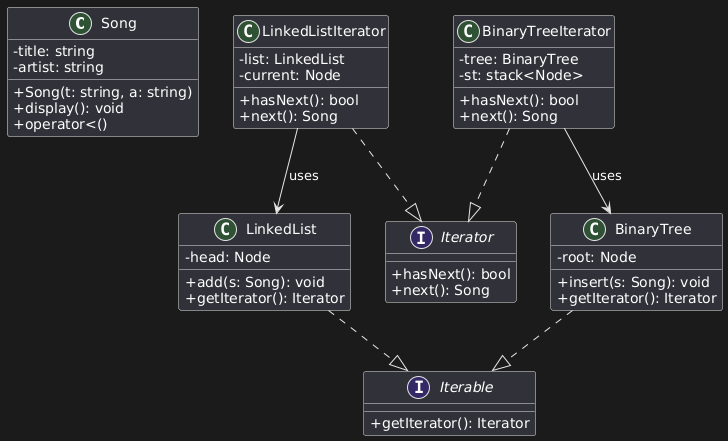 C Song
-title: string
-artist: string
+Song(t: string, a: string)
+display(): void
+operator<()
C LinkedListIterator
-list: LinkedList
-current: Node
+hasNext(): bool
+next(): Song
C BinaryTreeIterator
-tree: BinaryTree
-st: stack<Node>
+hasNext(): bool
+next(): Song
uses
uses
C LinkedList
-head: Node
+add(s: Song): void
+getIterator(): Iterator
I Iterator
+hasNext(): bool
+next(): Song
C BinaryTree
-root: Node
+insert(s: Song): void
+getIterator(): Iterator
I Iterable
+getIterator(): Iterator